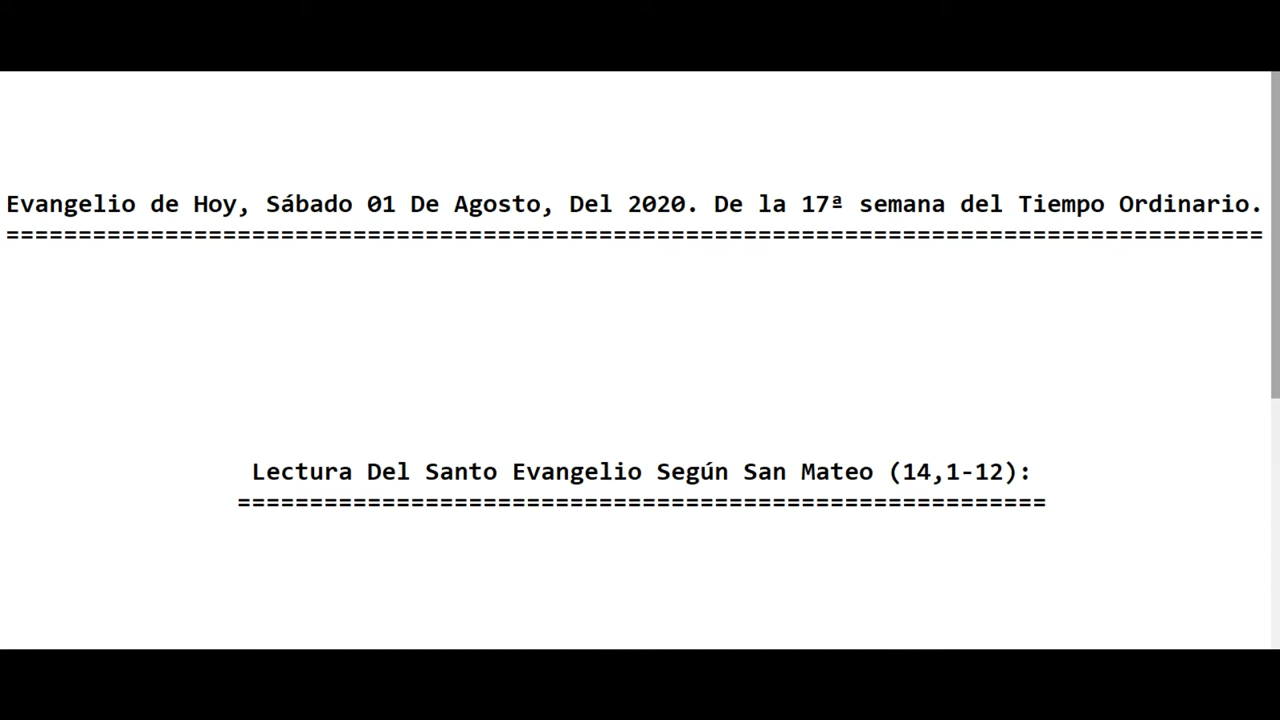 Evangelio de Hoy, Sábado 01 De Agosto, Del 2020. De la 17ª semana del Tiempo Ordinario.
=======================================================================================
Lectura Del Santo Evangelio Según San Mateo (14,1-12):
========================================================